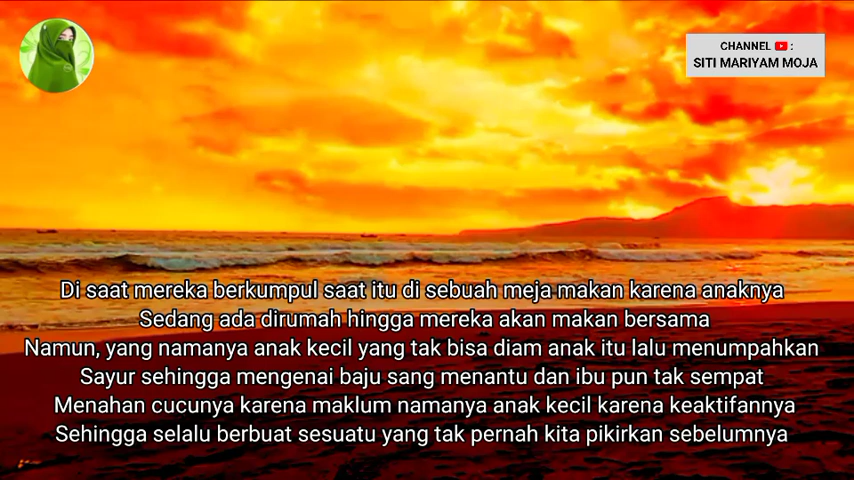 CHANNEL :
SITI MARIYAM MOJA
Di saat mereka berkumpul saat itu di sebuah meja makan karena anaknya
Sedang ada dirumah hingga mereka akan makan bersama
Namun, yang namanya anak kecil yang tak bisa diam anak itu lalu menumpahkan
Sayur sehingga mengenai baju sang menantu dan ibu pun tak sempat
Menahan cucunya karena maklum namanya anak kecil karena keaktifannya
Sehingga selalu berbuat sesuatu yang tak pernah kita pikirkan sebelumnya